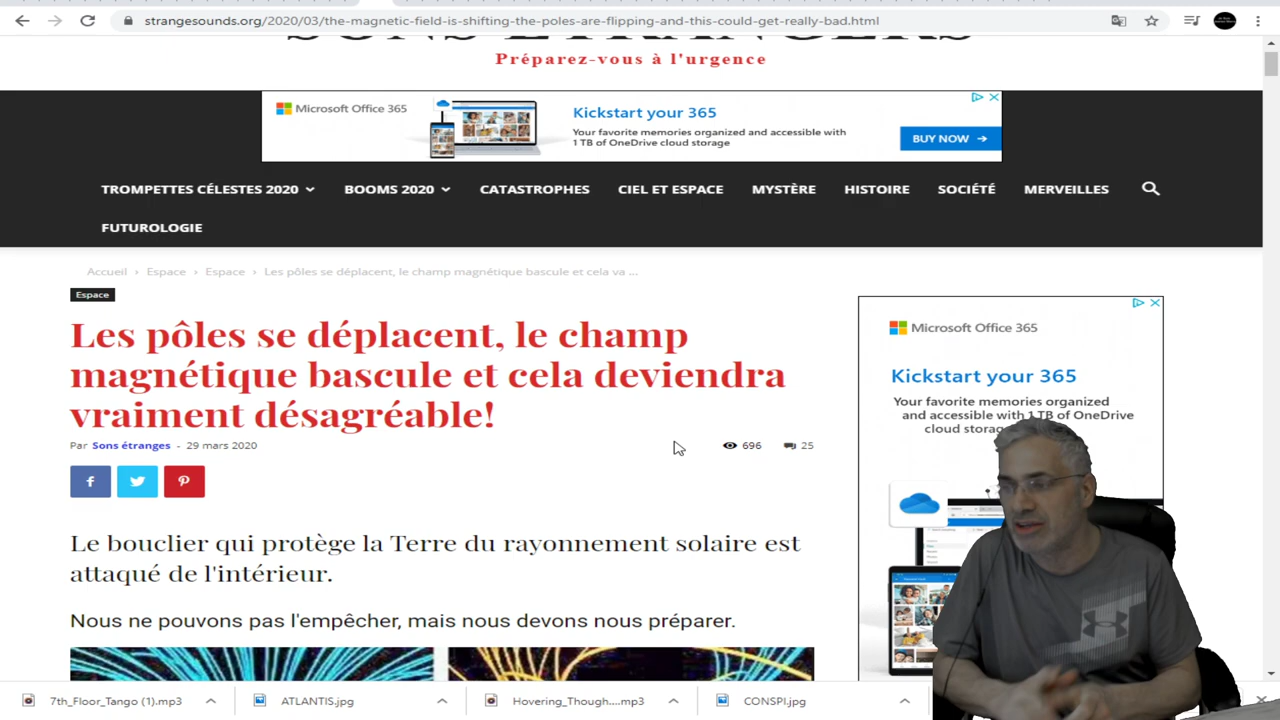 strangesounds.org/2020/03/the-magnetic-field-is-shifting-the-poles-are-flipping-and-this-could-get-really-bad.html
SONS ÉTRANGERS
Préparez-vous à l'urgence
Microsoft Office 365
Kickstart your 365
Your favorite memories organized and accessible with
1 TB of OneDrive cloud storage
BUY NOW →
TROMPETTES CÉLESTES 2020 BOOMS 2020 CATASTROPHES CIEL ET ESPACE MYSTÈRE HISTOIRE SOCIÉTÉ MERVEILLES
FUTUROLOGIE
Accueil › Espace › Espace › Les pôles se déplacent, le champ magnétique bascule et cela va ...
Espace
Les pôles se déplacent, le champ
magnétique bascule et cela deviendra
vraiment désagréable!
Par Sons étranges - 29 mars 2020 696 25
Le bouclier qui protège la Terre du rayonnement solaire est
attaqué de l'intérieur.
Nous ne pouvons pas l'empêcher, mais nous devons nous préparer.
Microsoft Office 365
Kickstart your 365
Your favorite memories organized
and accessible with 1 TB of OneDrive
cloud
UNDER ARMOUR
7th_Floor_Tango (1).mp3 ATLANTIS.jpg Hovering_Though....mp3 CONSPI.jpg